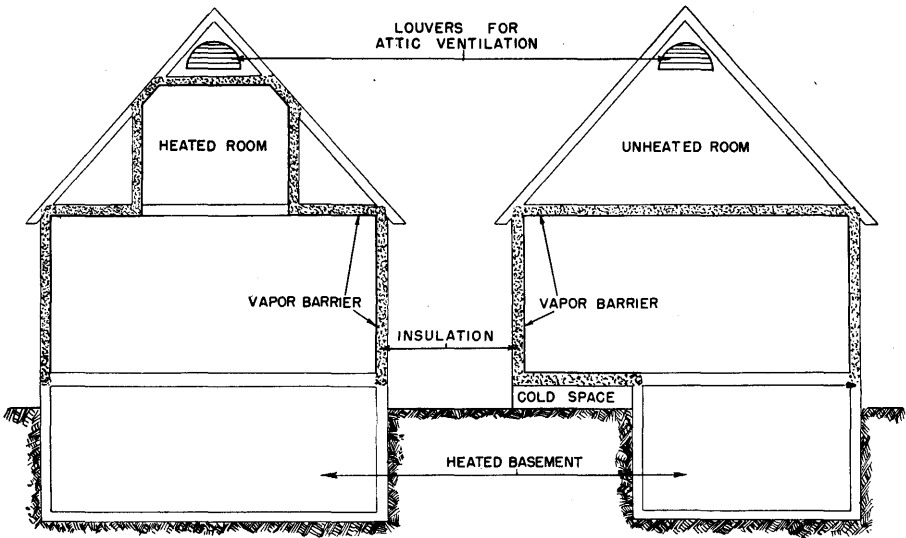 LOUVERS FOR
ATTIC VENTILATION
HEATED ROOM
UNHEATED ROOM
VAPOR BARRIER
VAPOR BARRIER
INSULATION
COLD SPACE
HEATED BASEMENT